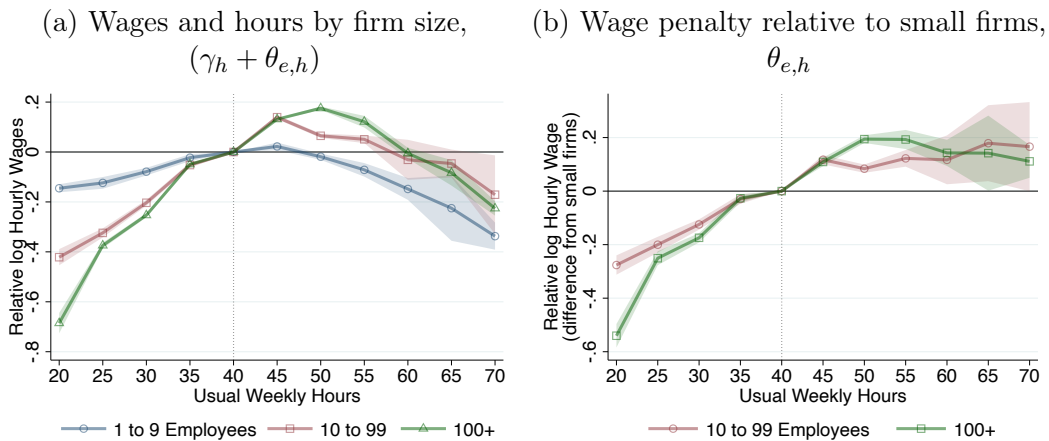 (a) Wages and hours by firm size,
(γ_h + θ_{e,h})
Relative log Hourly Wages
.2
0
-.2
-.4
-.6
-.8
20 25 30 35 40 45 50 55 60 65 70
Usual Weekly Hours
1 to 9 Employees 10 to 99 100+
(b) Wage penalty relative to small firms,
θ_{e,h}
Relative log Hourly Wage
(difference from small firms)
.2
0
-.2
-.4
-.6
20 25 30 35 40 45 50 55 60 65 70
Usual Weekly Hours
10 to 99 Employees 100+